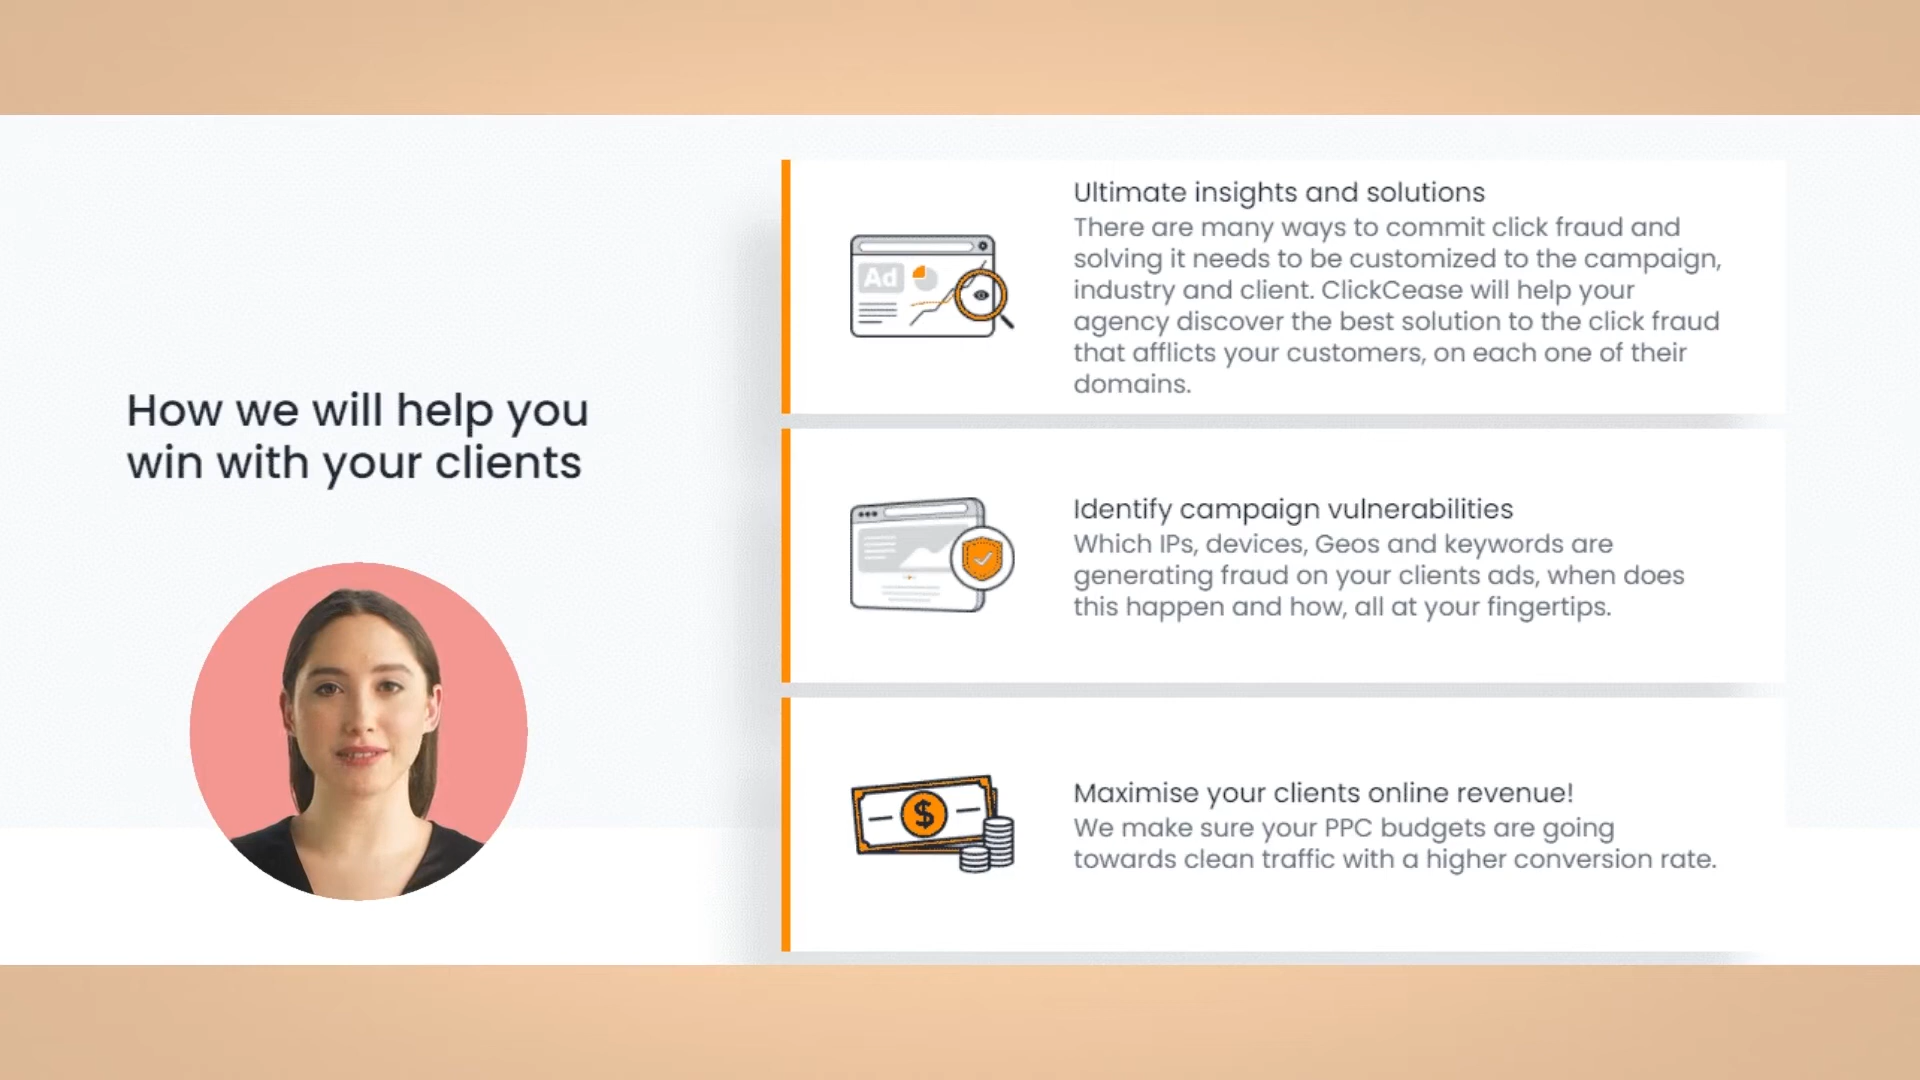 How we will help you
win with your clients
Ultimate insights and solutions
There are many ways to commit click fraud and
solving it needs to be customized to the campaign,
industry and client. ClickCease will help your
agency discover the best solution to the click fraud
that afflicts your customers, on each one of their
domains.
Ad
Identify campaign vulnerabilities
Which IPs, devices, Geos and keywords are
generating fraud on your clients ads, when does
this happen and how, all at your fingertips.
$
Maximise your clients online revenue!
We make sure your PPC budgets are going
towards clean traffic with a higher conversion rate.